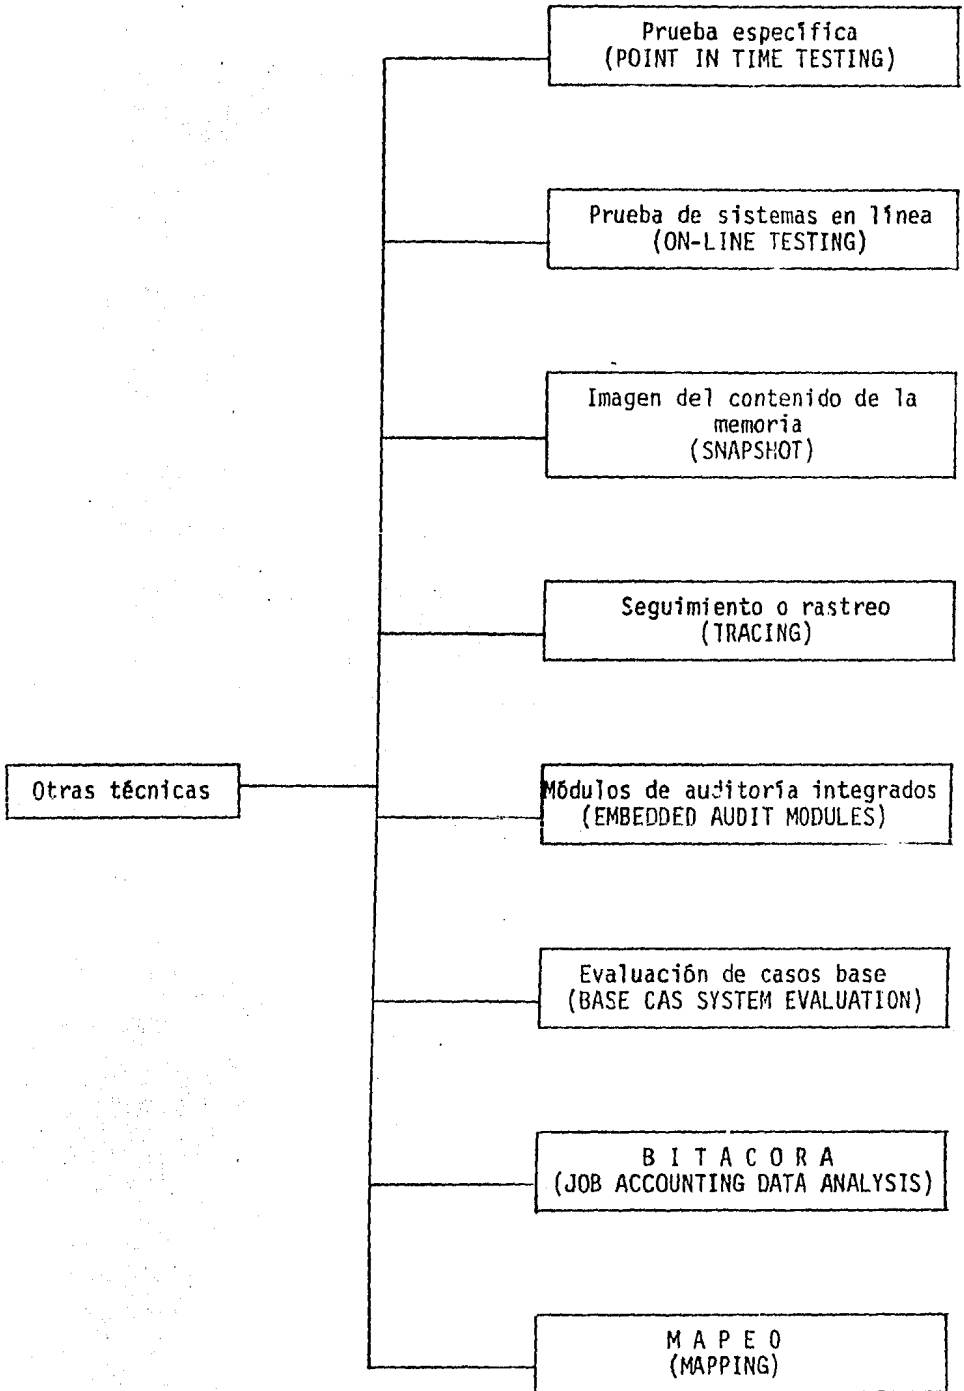 Prueba específica
(POINT IN TIME TESTING)
Prueba de sistemas en línea
(ON-LINE TESTING)
Imagen del contenido de la
memoria
(SNAPSHOT)
Seguimiento o rastreo
(TRACING)
Otras técnicas
Módulos de auditoría integrados
(EMBEDDED AUDIT MODULES)
Evaluación de casos base
(BASE CAS SYSTEM EVALUATION)
B I T A C O R A
(JOB ACCOUNTING DATA ANALYSIS)
M A P E O
(MAPPING)